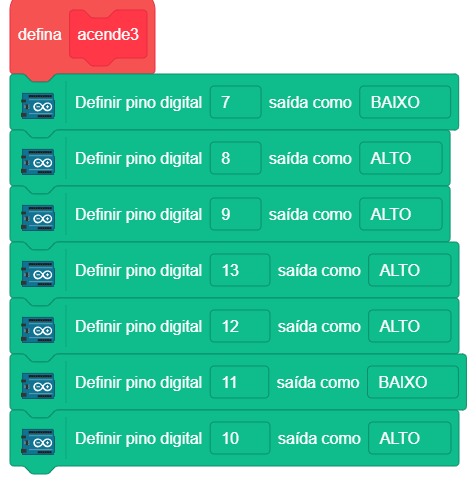 defina acende3
Definir pino digital 7 saída como BAIXO
Definir pino digital 8 saída como ALTO
Definir pino digital 9 saída como ALTO
Definir pino digital 13 saída como ALTO
Definir pino digital 12 saída como ALTO
Definir pino digital 11 saída como BAIXO
Definir pino digital 10 saída como ALTO